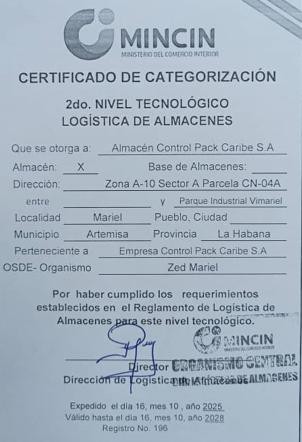 MINCIN
MINISTERIO DEL COMERCIO INTERIOR
CERTIFICADO DE CATEGORIZACIÓN
2do. NIVEL TECNOLÓGICO
LOGÍSTICA DE ALMACENES
Que se otorga a: Almacén Control Pack Caribe S.A
Almacén: X Base de Almacenes:
Dirección: Zona A-10 Sector A Parcela CN-04A
entre y Parque Industrial Vimariel
Localidad Mariel Pueblo, Ciudad
Municipio Artemisa Provincia La Habana
Perteneciente a Empresa Control Pack Caribe S.A
OSDE- Organismo Zed Mariel
Por haber cumplido los requerimientos
establecidos en el Reglamento de Logística de
Almacenes para este nivel tecnológico.
MINCIN
Director ORGANISMO CENTRAL
Dirección de Logística de Almacenes
Expedido el día 16, mes 10, año 2025
Válido hasta el día 16, mes 10, año 2028
Registro No. 196